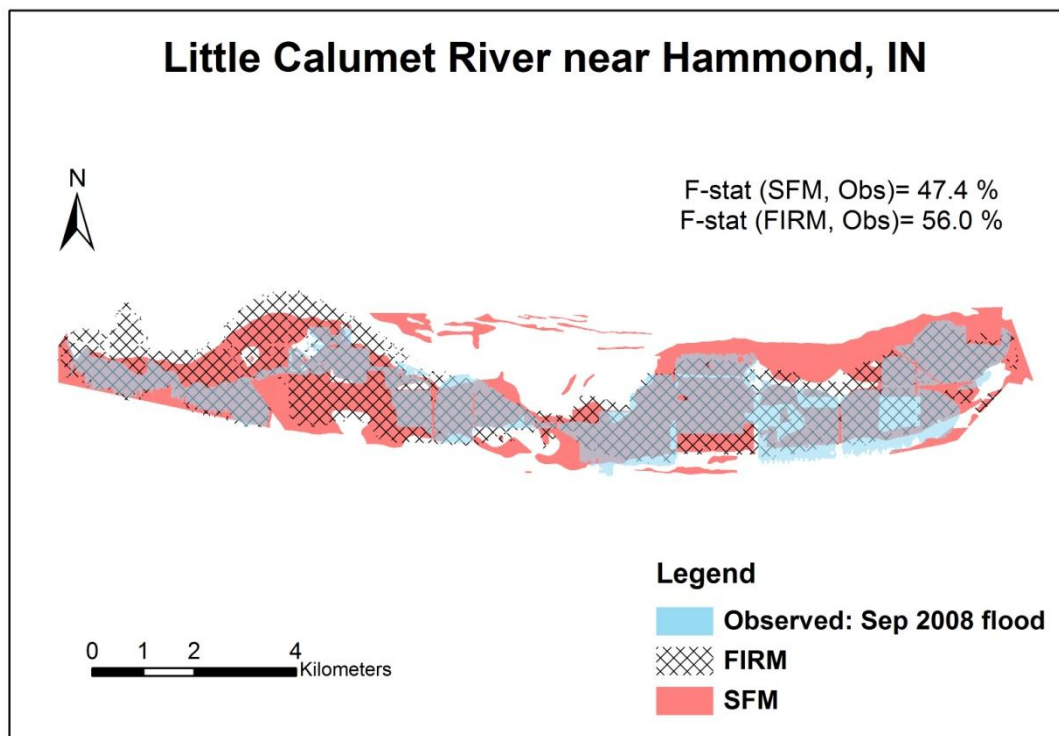 Little Calumet River near Hammond, IN
N
F-stat (SFM, Obs)= 47.4 %
F-stat (FIRM, Obs)= 56.0 %
Legend
Observed: Sep 2008 flood
FIRM
SFM
0 1 2 4
Kilometers